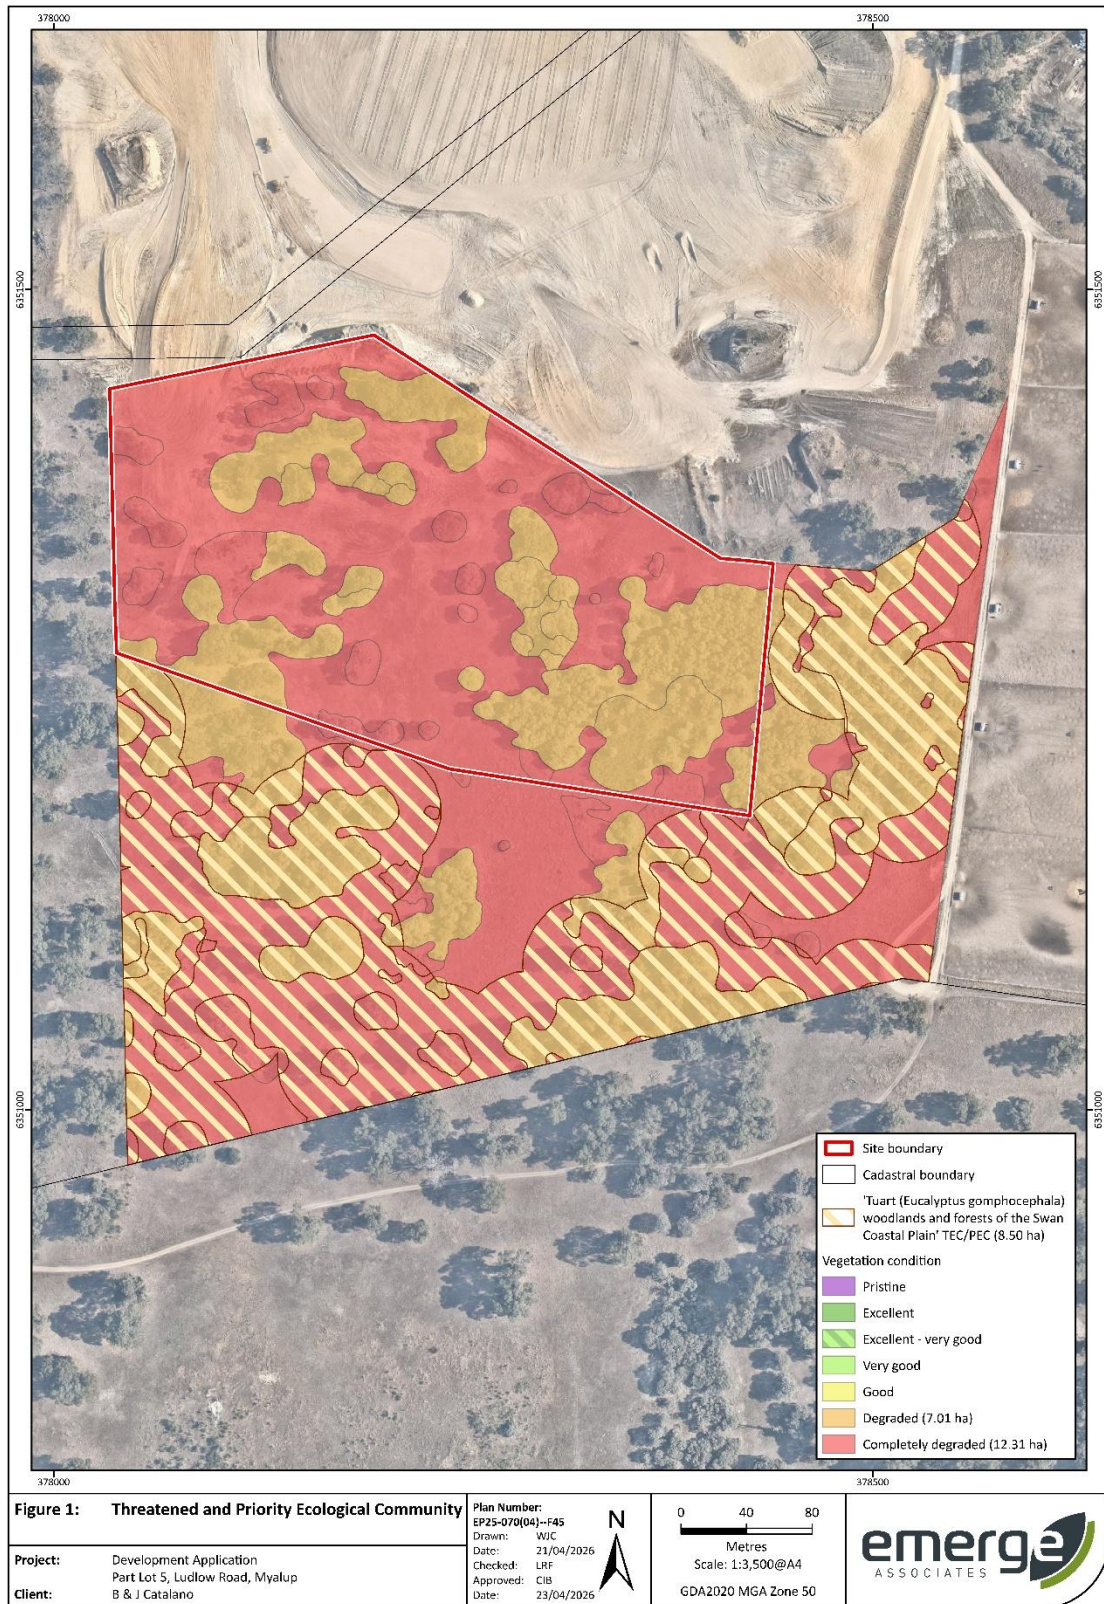 378000
378500
6351500
6351500
6351000
6351000
Site boundary
Cadastral boundary
'Tuart (Eucalyptus gomphocephala)
woodlands and forests of the Swan
Coastal Plain' TEC/PEC (8.50 ha)
Vegetation condition
Pristine
Excellent
Excellent - very good
Very good
Good
Degraded (7.01 ha)
Completely degraded (12.31 ha)
378000
378500
Figure 1: Threatened and Priority Ecological Community
Project: Development Application
Part Lot 5, Ludlow Road, Myalup
Client: B & J Catalano
Plan Number:
EP25-070(04)--F45
Drawn: WJC
Date: 21/04/2026
Checked: LRF
Approved: CIB
Date: 23/04/2026
N
0 40 80
Metres
Scale: 1:3,500@A4
GDA2020 MGA Zone 50
emerge
ASSOCIATES